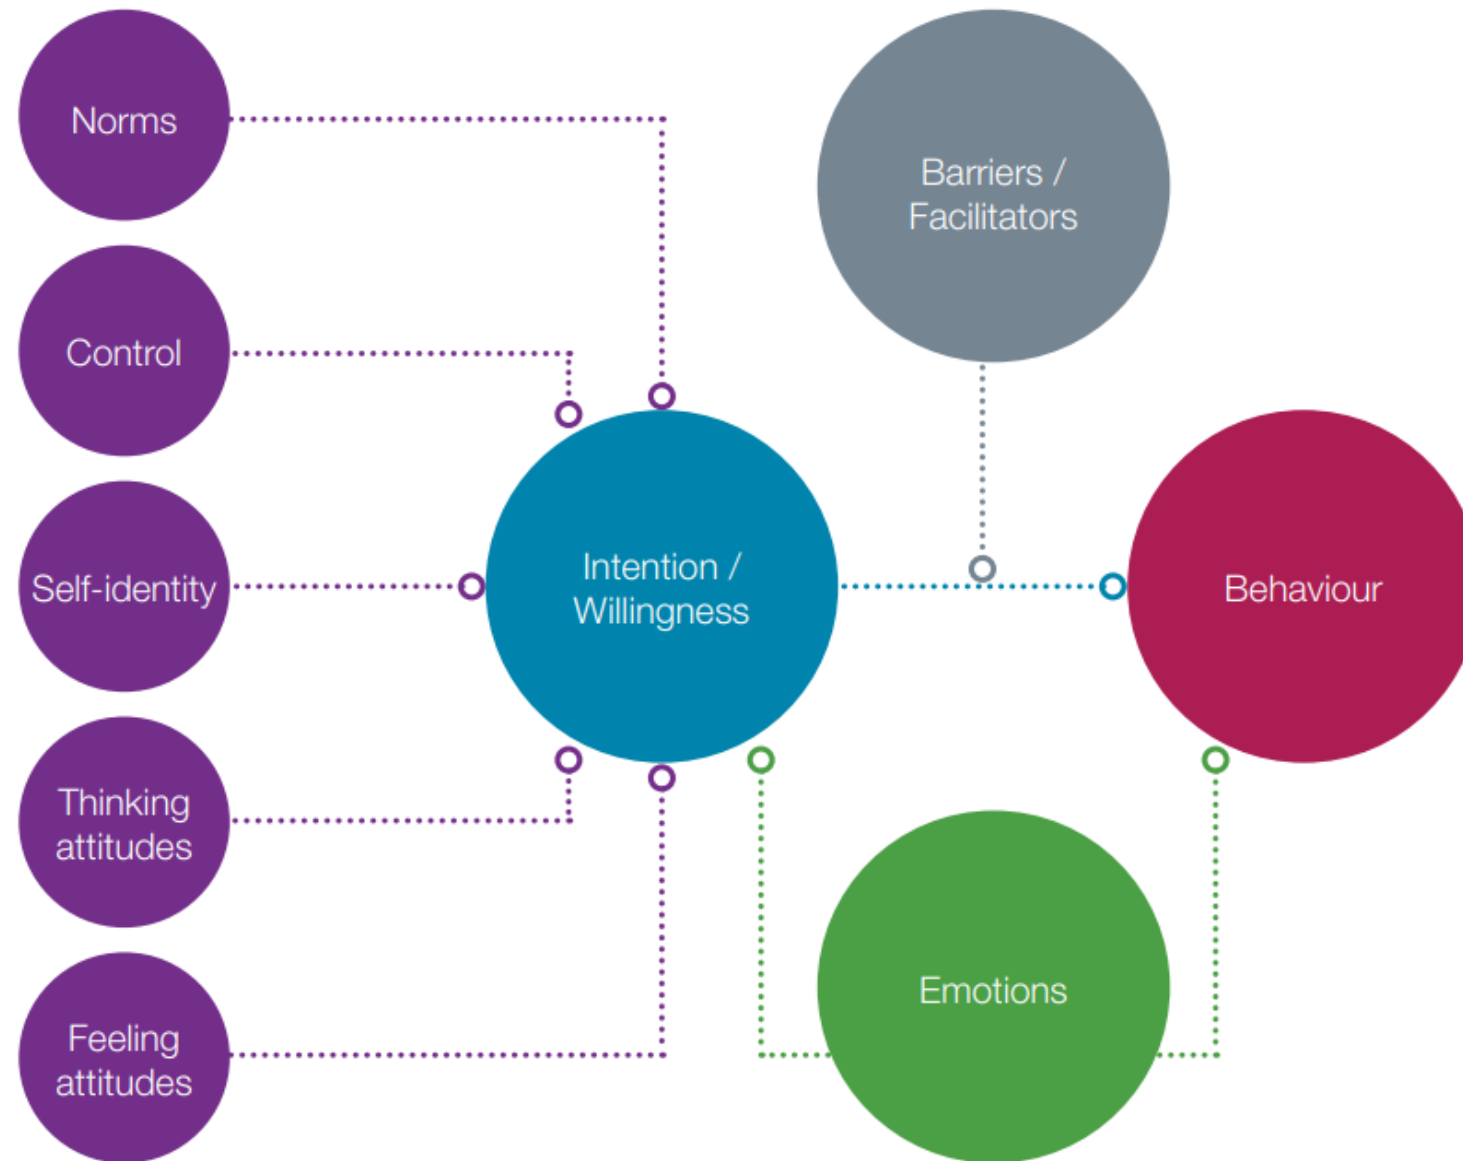 Norms
Control
Self-identity
Thinking
attitudes
Feeling
attitudes
Intention /
Willingness
Barriers /
Facilitators
Emotions
Behaviour